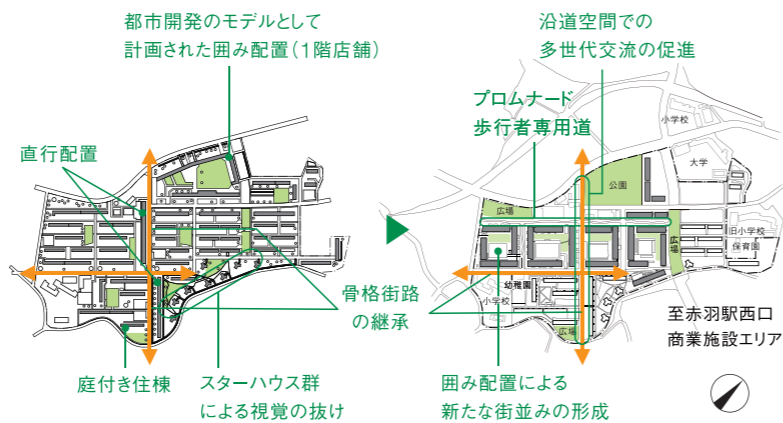 都市開発のモデルとして
計画された囲み配置(1階店舗)
直行配置
庭付き住棟
スターハウス群
による視覚の抜け
骨格街路
の継承
沿道空間での
多世代交流の促進
プロムナード
歩行者専用道
小学校
大学
公園
広場
旧小学校
保育園
広場
幼稚園
小学校
広場
至赤羽駅西口
商業施設エリア
囲み配置による
新たな街並みの形成